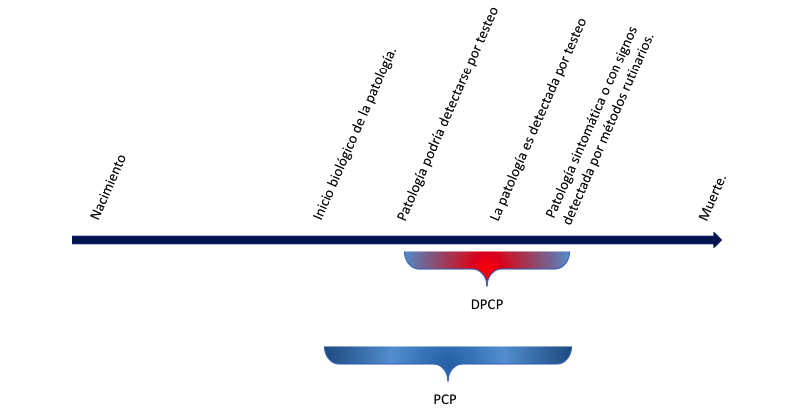 Nacimiento
Inicio biológico de la patología.
Patología podría detectarse por testeo
La patología es detectada por testeo
Patología sintomática o con signos
detectada por métodos rutinarios.
Muerte.
DPCP
PCP